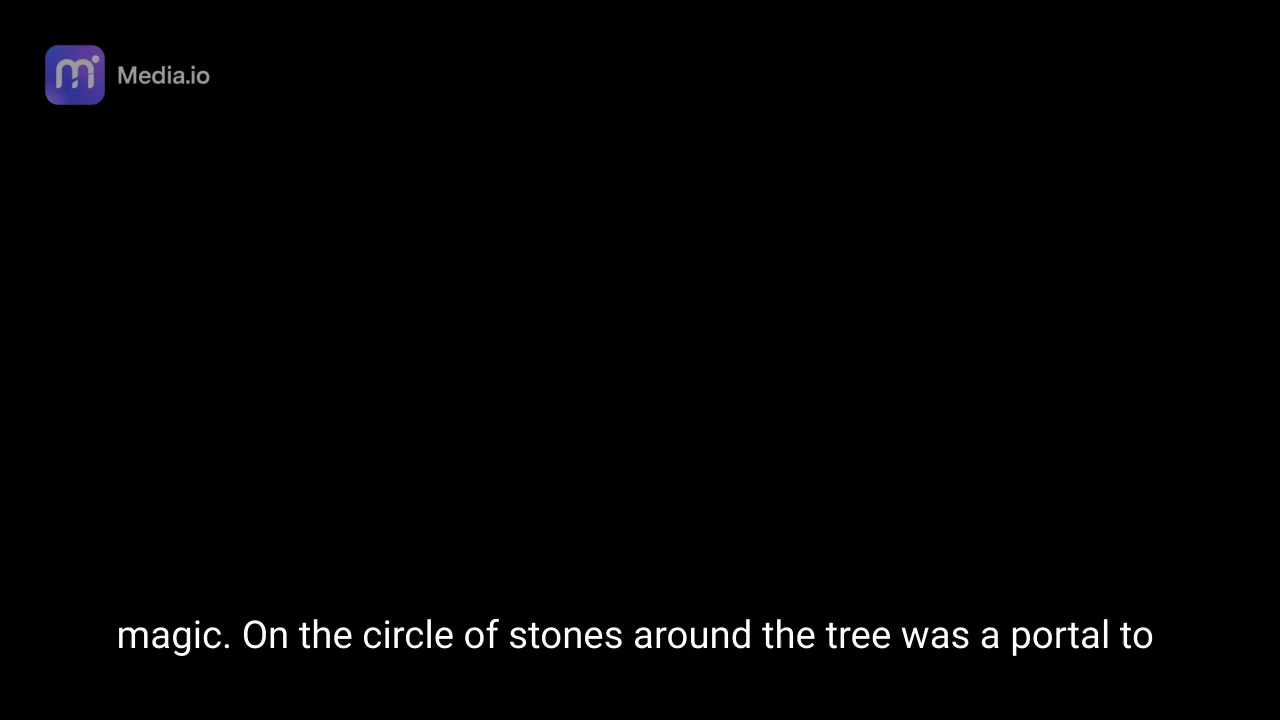 Media.io
magic. On the circle of stones around the tree was a portal to